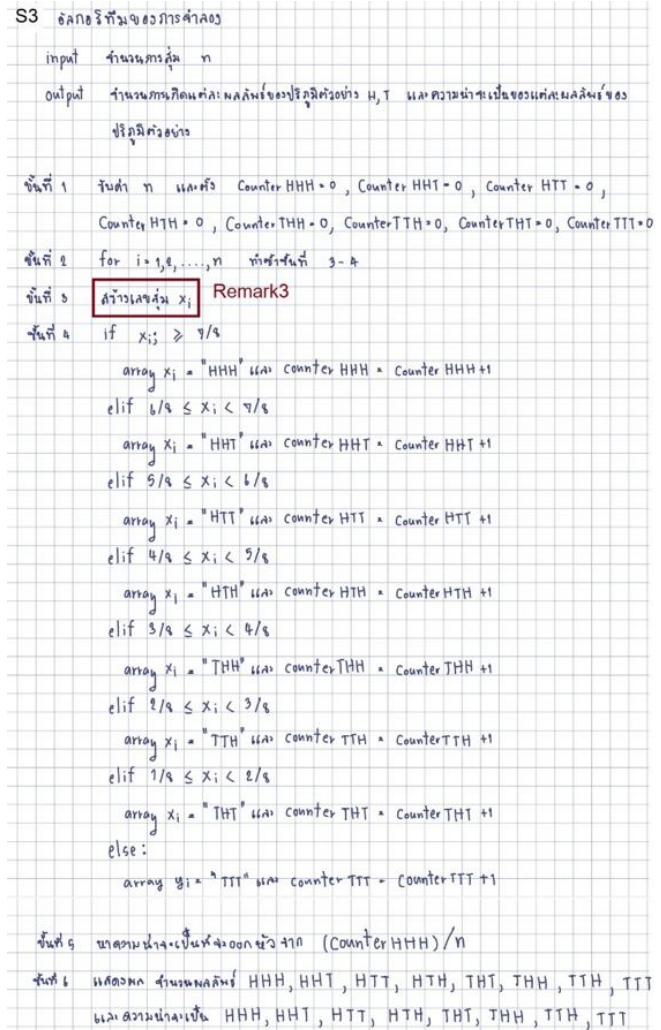 S3 อัลกอริทึมของการจำลอง
input จำนวนการสุ่ม n
output จำนวนการเกิดแต่ละผลลัพธ์ของปริภูมิตัวอย่าง H,T และความน่าจะเป็นของแต่ละผลลัพธ์ของ
ปริภูมิตัวอย่าง
ขั้นที่ 1 รับค่า n และตั้ง Counter HHH = 0 , Counter HHT = 0 , Counter HTT = 0 ,
Counter HTH = 0 , Counter THH = 0, Counter TTH = 0, Counter THT = 0, Counter TTT = 0
ขั้นที่ 2 for i = 1,2, ....,n ทำซ้ำขั้นที่ 3-4
ขั้นที่ 3 สร้างเลขสุ่ม xi Remark3
ขั้นที่ 4 if xi; ≥ 7/8
array xi = "HHH" และ counter HHH = Counter HHH +1
elif 6/8 ≤ xi < 7/8
array xi = "HHT" และ counter HHT = Counter HHT +1
elif 5/8 ≤ xi < 6/8
array xi = "HTT" และ counter HTT = Counter HTT +1
elif 4/8 ≤ xi < 5/8
array xi = "HTH" และ counter HTH = Counter HTH +1
elif 3/8 ≤ xi < 4/8
array xi = "THH" และ counter THH = Counter THH +1
elif 2/8 ≤ xi < 3/8
array xi = "TTH" และ counter TTH = Counter TTH +1
elif 1/8 ≤ xi < 2/8
array xi = "THT" และ counter THT = Counter THT +1
else :
array yi = "TTT" และ counter TTT = Counter TTT +1
ขั้นที่ 5 หาความน่าจะเป็นที่จะออกหัว จาก (Counter HHH) / n
ขั้นที่ 6 แสดงผล จำนวนผลลัพธ์ HHH, HHT , HTT, HTH, THT, THH , TTH , TTT
และ ความน่าจะเป็น HHH, HHT , HTT, HTH, THT, THH , TTH , TTT